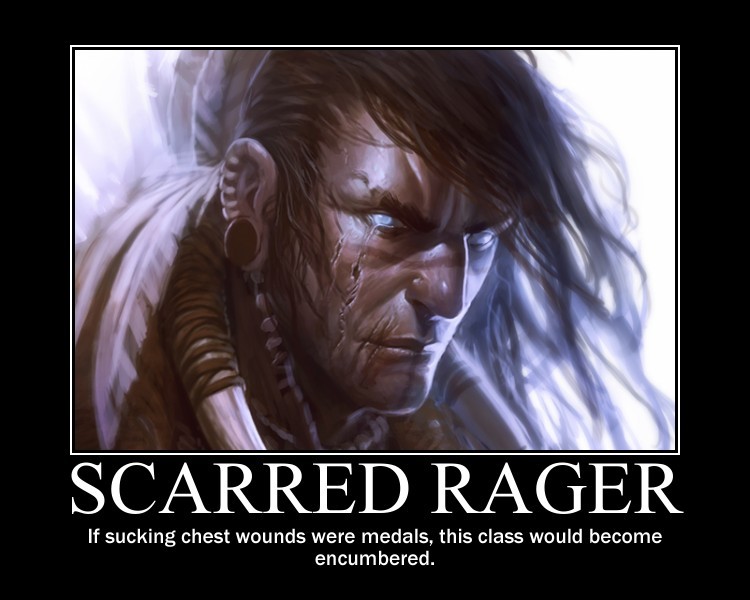 SCARRED RAGER
If sucking chest wounds were medals, this class would become
encumbered.